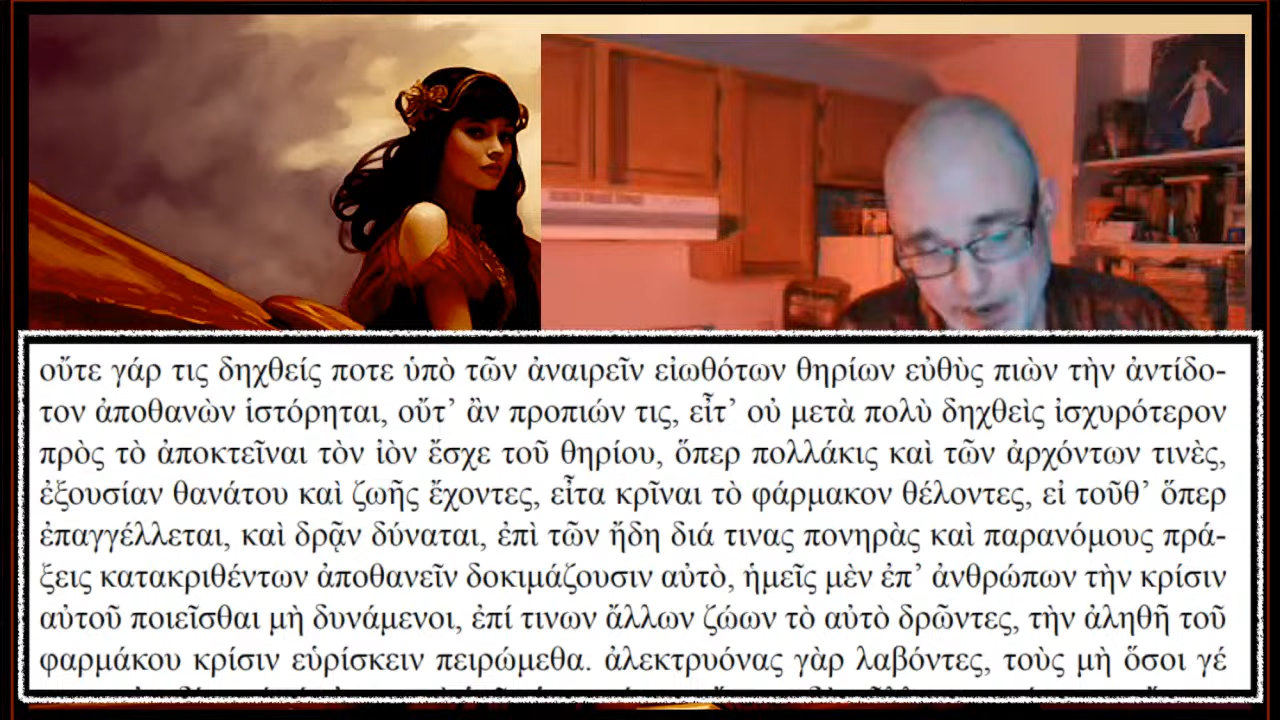 οὔτε γάρ τις δηχθείς ποτε ὑπὸ τῶν ἀναιρεῖν εἰωθότων θηρίων εὐθὺς πιὼν τὴν ἀντίδο-
τον ἀποθανὼν ἱστόρηται, οὔτ’ ἂν προπιών τις, εἶτ’ οὐ μετὰ πολὺ δηχθεὶς ἰσχυρότερον
πρὸς τὸ ἀποκτεῖναι τὸν ἰὸν ἔσχε τοῦ θηρίου, ὅπερ πολλάκις καὶ τῶν ἀρχόντων τινὲς,
ἐξουσίαν θανάτου καὶ ζωῆς ἔχοντες, εἶτα κρῖναι τὸ φάρμακον θέλοντες, εἰ τοῦθ’ ὅπερ
ἐπαγγέλλεται, καὶ δρᾷν δύναται, ἐπὶ τῶν ἤδη διά τινας πονηρὰς καὶ παρανόμους πρά-
ξεις κατακριθέντων ἀποθανεῖν δοκιμάζουσιν αὐτὸ, ἡμεῖς μὲν ἐπ’ ἀνθρώπων τὴν κρίσιν
αὐτοῦ ποιεῖσθαι μὴ δυνάμενοι, ἐπί τινων ἄλλων ζώων τὸ αὐτὸ δρῶντες, τὴν ἀληθῆ τοῦ
φαρμάκου κρίσιν εὑρίσκειν πειρώμεθα. ἀλεκτρυόνας γὰρ λαβόντες, τοὺς μὴ ὅσοι γέ